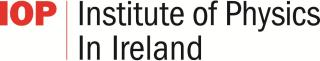 IOP Institute of Physics
In Ireland